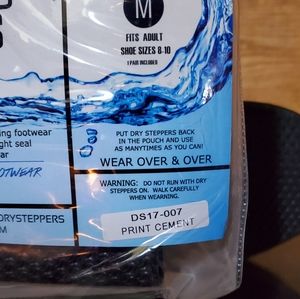 M
FITS ADULT
SHOE SIZES 8-10
1 PAIR INCLUDED
ing footwear
ght seal
ar
OTWEAR
PUT DRY STEPPERS BACK
IN THE POUCH AND USE
AS MANYTIMES AS YOU CAN!
WEAR OVER & OVER
WARNING: DO NOT RUN WITH DRY
STEPPERS ON. WALK CAREFULLY
WHEN WEARNING.
DRYSTEPPERS
M
DS17-007
PRINT CEMENT